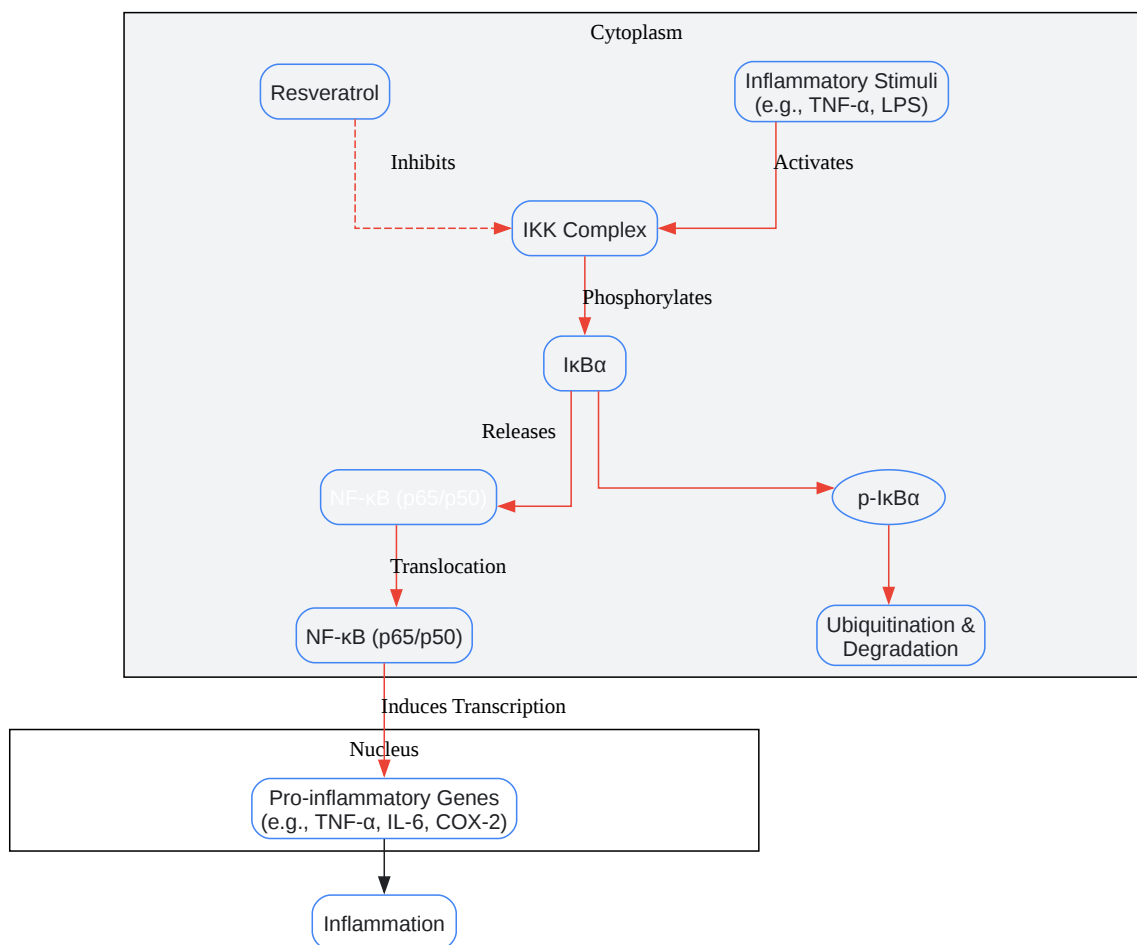 Cytoplasm
Resveratrol
Inflammatory Stimuli
(e.g., TNF-α, LPS)
Inhibits
Activates
IKK Complex
Phosphorylates
IκBα
Releases
NF-κB (p65/p50)
p-IκBα
Translocation
NF-κB (p65/p50)
Ubiquitination &
Degradation
Induces Transcription
Nucleus
Pro-inflammatory Genes
(e.g., TNF-α, IL-6, COX-2)
Inflammation